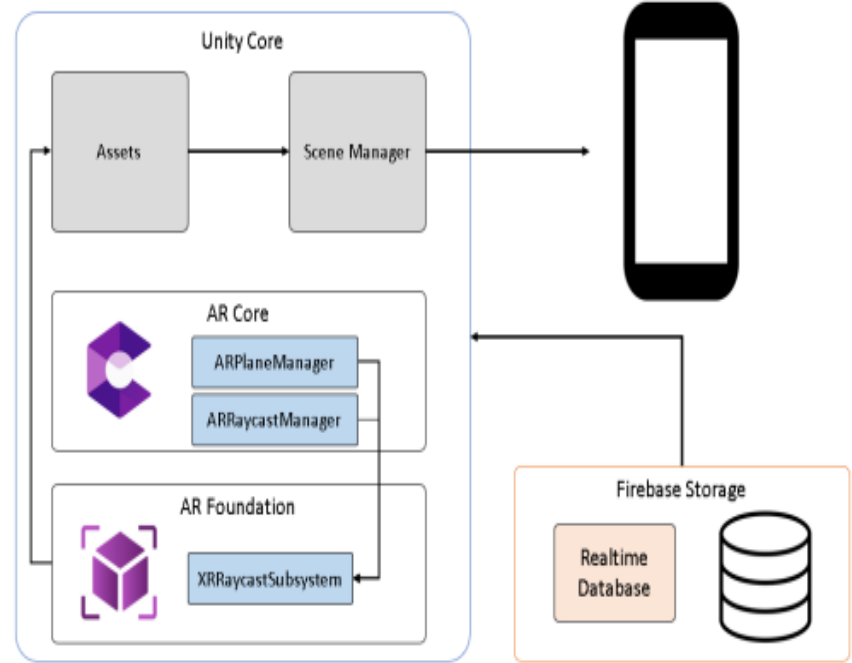 Unity Core
Assets
Scene Manager
AR Core
ARPlaneManager
ARRaycastManager
AR Foundation
XRRaycastSubsystem
Firebase Storage
Realtime
Database